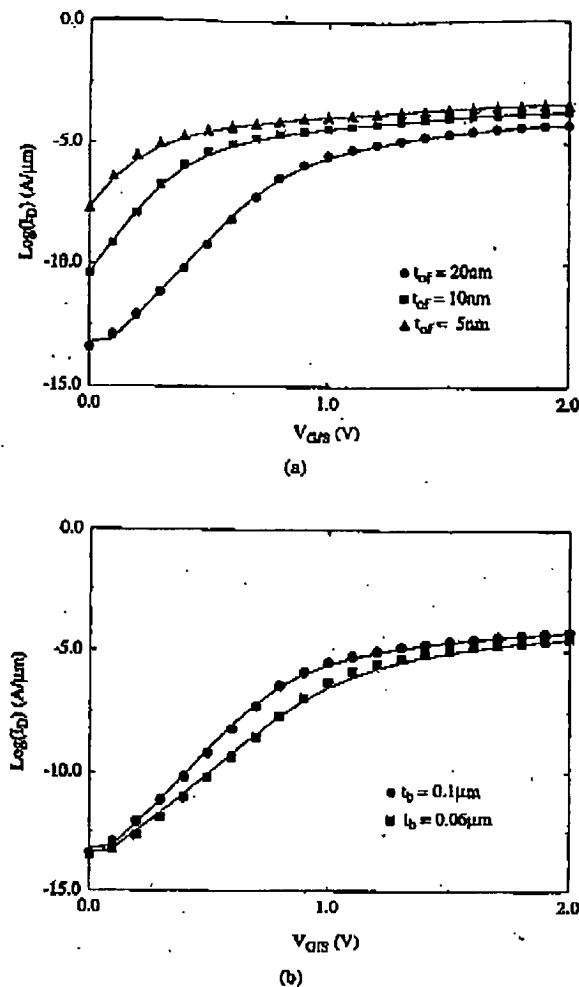 0.0
-5.0
-10.0
-15.0
Log(I_D) (A/μm)
t_of = 20nm
t_of = 10nm
t_of = 5nm
0.0
1.0
2.0
V_GfS (V)
(a)
0.0
-5.0
-10.0
-15.0
Log(I_D) (A/μm)
t_b = 0.1μm
t_b = 0.06μm
0.0
1.0
2.0
V_GfS (V)
(b)